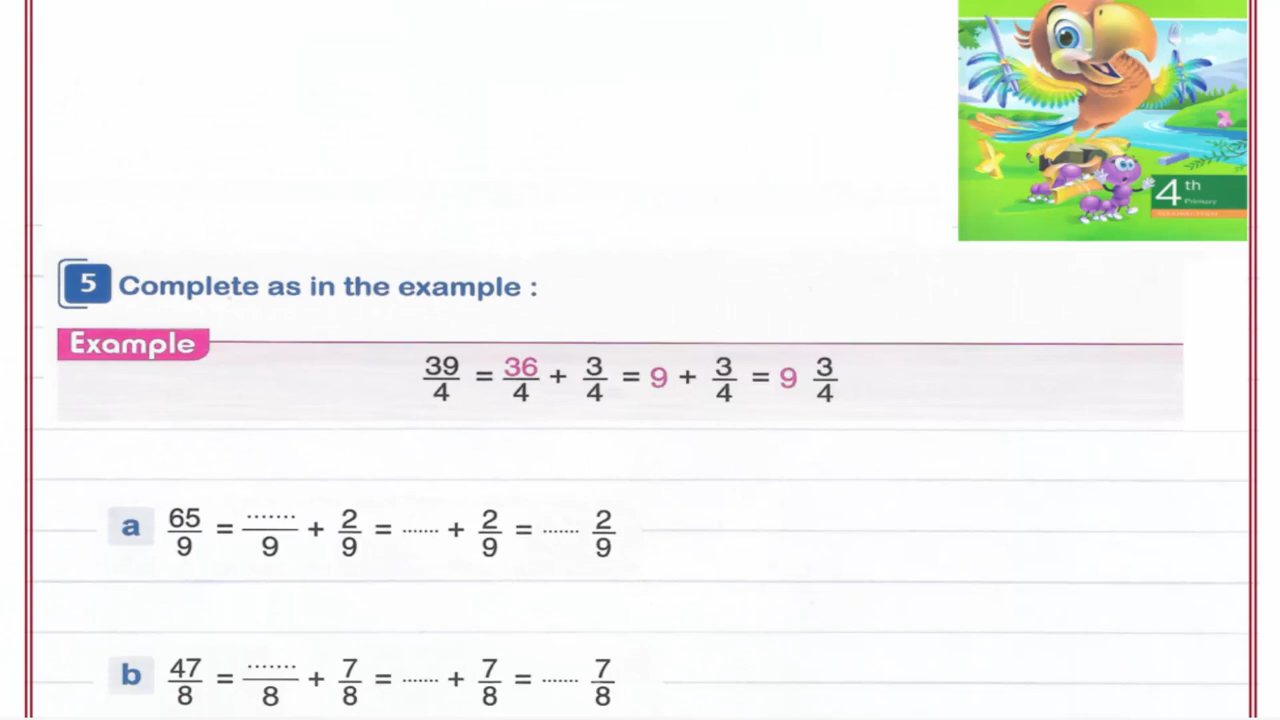 4th
Primary
5 Complete as in the example :
Example
39/4 = 36/4 + 3/4 = 9 + 3/4 = 9 3/4
a 65/9 = ......./9 + 2/9 = ....... + 2/9 = ....... 2/9
b 47/8 = ......./8 + 7/8 = ....... + 7/8 = ....... 7/8